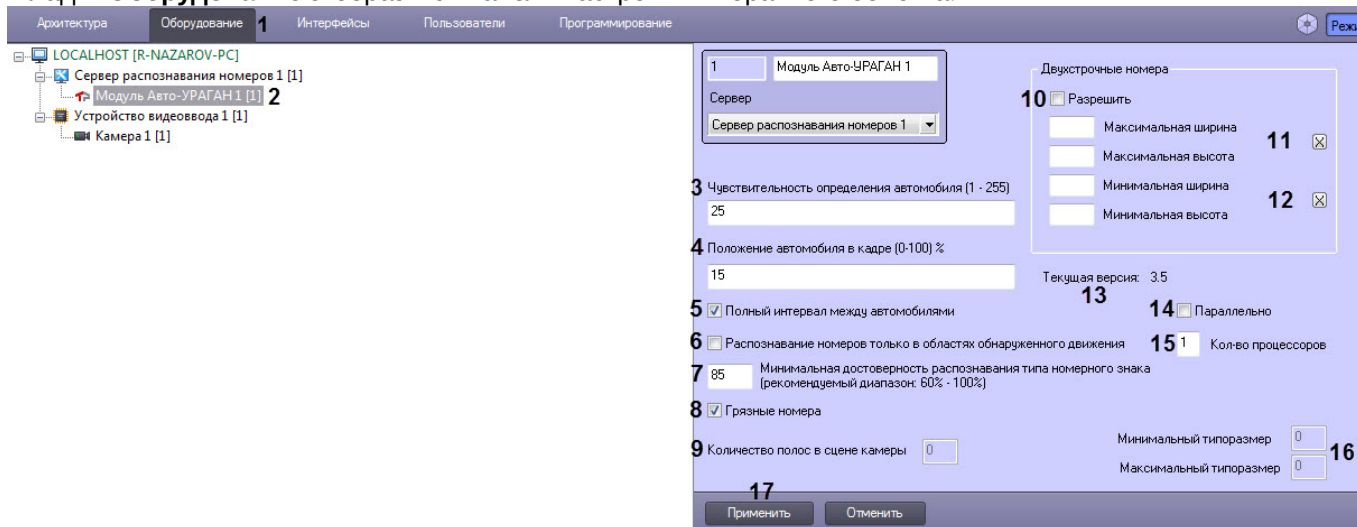 Архитектура Оборудование 1 Интерфейсы Пользователи Программирование
LOCALHOST [R-NAZAROV-PC]
Сервер распознавания номеров 1 [1]
Модуль Авто-УРАГАН 1 [1] 2
Устройство видеоввода 1 [1]
Камера 1 [1]
1 Модуль Авто-УРАГАН 1
Сервер
Сервер распознавания номеров 1
3 Чувствительность определения автомобиля (1 - 255)
25
4 Положение автомобиля в кадре (0-100) %
15
5 Полный интервал между автомобилями
6 Распознавание номеров только в областях обнаруженного движения
7 85 Минимальная достоверность распознавания типа номерного знака
(рекомендуемый диапазон: 60% - 100%)
8 Грязные номера
9 Количество полос в сцене камеры 0
Двухстрочные номера
10 Разрешить
Максимальная ширина
11
Максимальная высота
Минимальная ширина
12
Минимальная высота
Текущая версия: 3.5
13
14 Параллельно
15 1 Кол-во процессоров
Минимальный типоразмер 0
16
Максимальный типоразмер 0
17
Применить Отменить